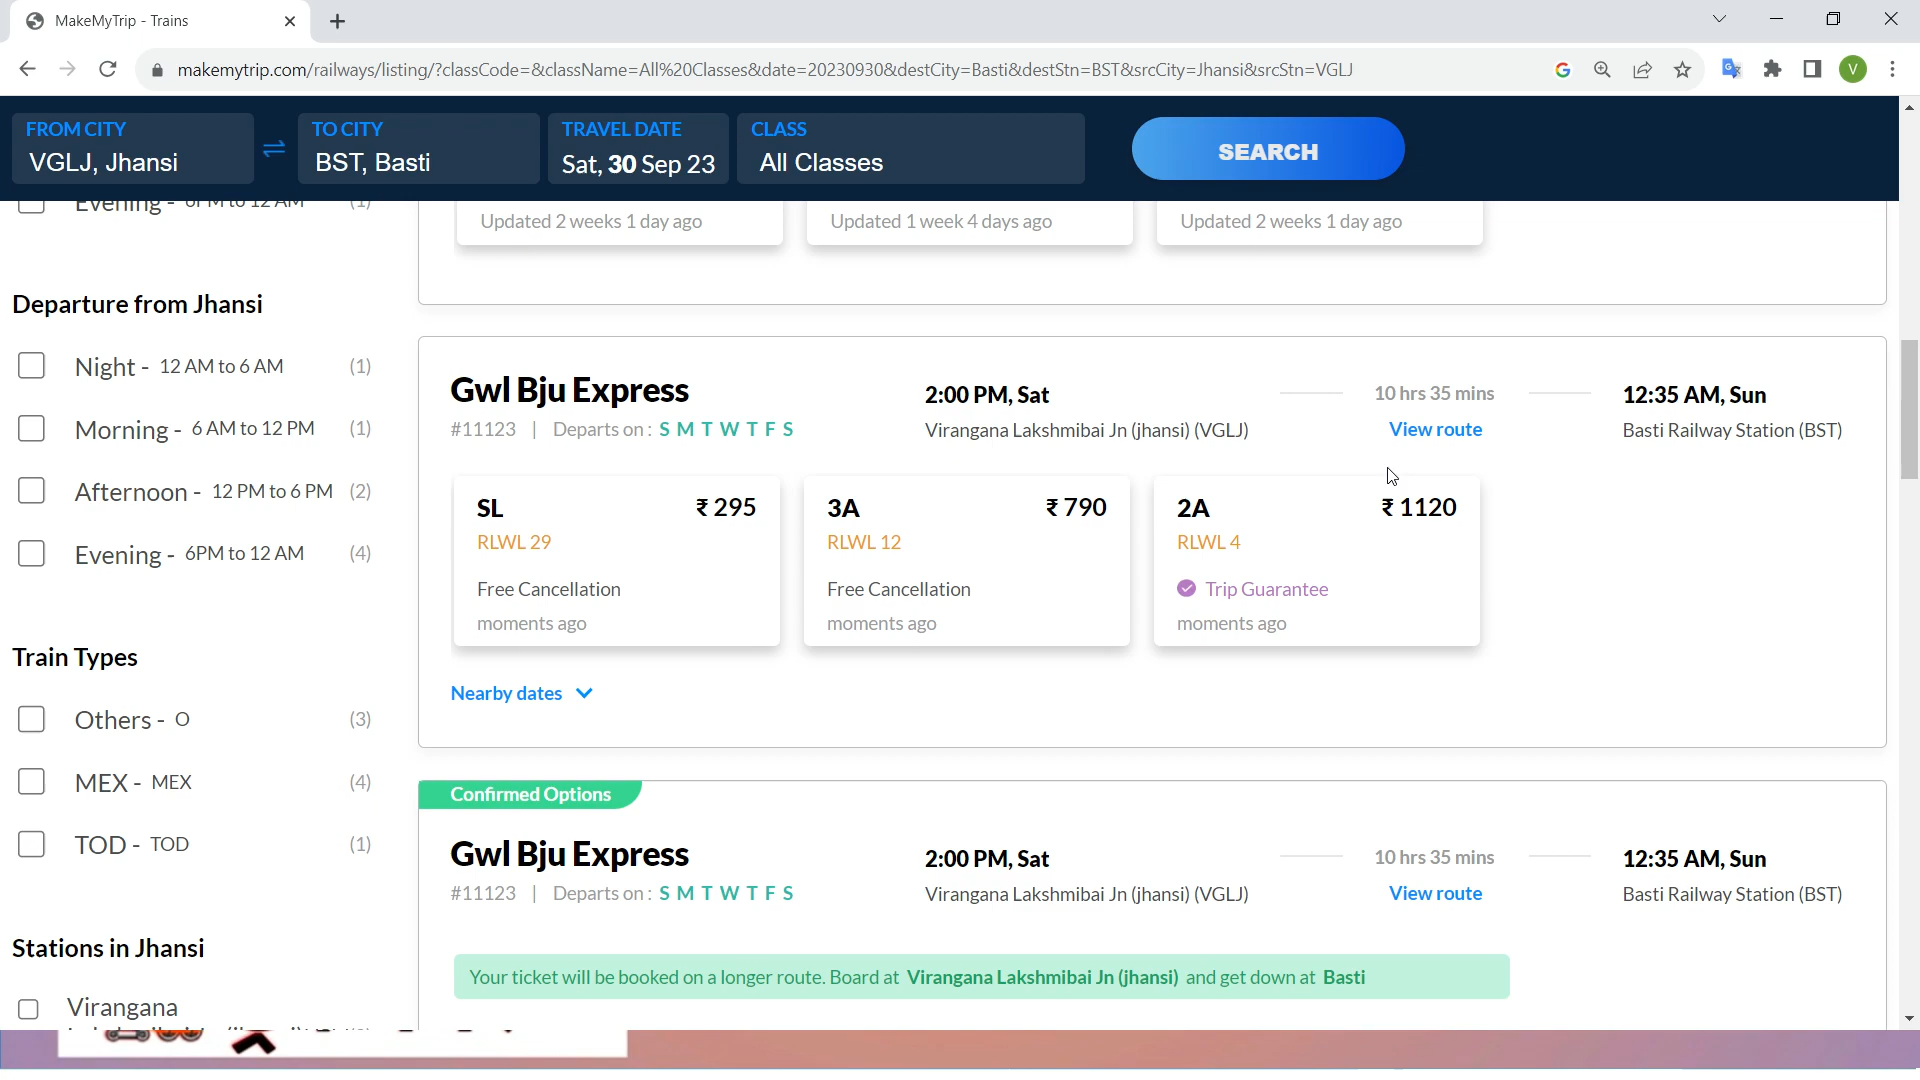 MakeMyTrip - Trains
makemytrip.com/railways/listing/?classCode=&className=All%20Classes&date=20230930&destCity=Basti&destStn=BST&srcCity=Jhansi&srcStn=VGLJ
V
FROM CITY
VGLJ, Jhansi
TO CITY
BST, Basti
TRAVEL DATE
Sat, 30 Sep 23
CLASS
All Classes
SEARCH
Evening - 6PM to 12 AM (1)
Updated 2 weeks 1 day ago
Updated 1 week 4 days ago
Updated 2 weeks 1 day ago
Departure from Jhansi
Night - 12 AM to 6 AM (1)
Morning - 6 AM to 12 PM (1)
Afternoon - 12 PM to 6 PM (2)
Evening - 6PM to 12 AM (4)
Train Types
Others - O (3)
MEX - MEX (4)
TOD - TOD (1)
Stations in Jhansi
Virangana
Gwl Bju Express
#11123 | Departs on : S M T W T F S
2:00 PM, Sat
Virangana Lakshmibai Jn (jhansi) (VGLJ)
10 hrs 35 mins
View route
12:35 AM, Sun
Basti Railway Station (BST)
SL ₹ 295
RLWL 29
Free Cancellation
moments ago
3A ₹ 790
RLWL 12
Free Cancellation
moments ago
2A ₹ 1120
RLWL 4
Trip Guarantee
moments ago
Nearby dates
Confirmed Options
Gwl Bju Express
#11123 | Departs on : S M T W T F S
2:00 PM, Sat
Virangana Lakshmibai Jn (jhansi) (VGLJ)
10 hrs 35 mins
View route
12:35 AM, Sun
Basti Railway Station (BST)
Your ticket will be booked on a longer route. Board at Virangana Lakshmibai Jn (jhansi) and get down at Basti